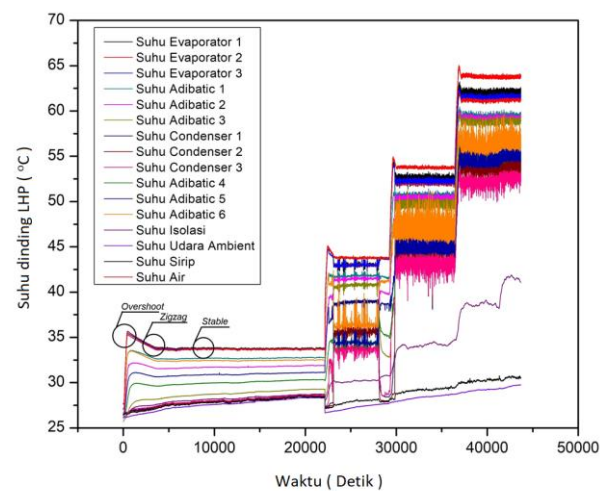 70
65
60
55
50
45
40
35
30
25
Suhu dinding LHP ( °C )
Suhu Evaporator 1
Suhu Evaporator 2
Suhu Evaporator 3
Suhu Adibatic 1
Suhu Adibatic 2
Suhu Adibatic 3
Suhu Condenser 1
Suhu Condenser 2
Suhu Condenser 3
Suhu Adibatic 4
Suhu Adibatic 5
Suhu Adibatic 6
Suhu Isolasi
Suhu Udara Ambient
Suhu Sirip
Suhu Air
Overshoot
Zigzag
Stable
0 10000 20000 30000 40000 50000
Waktu ( Detik )